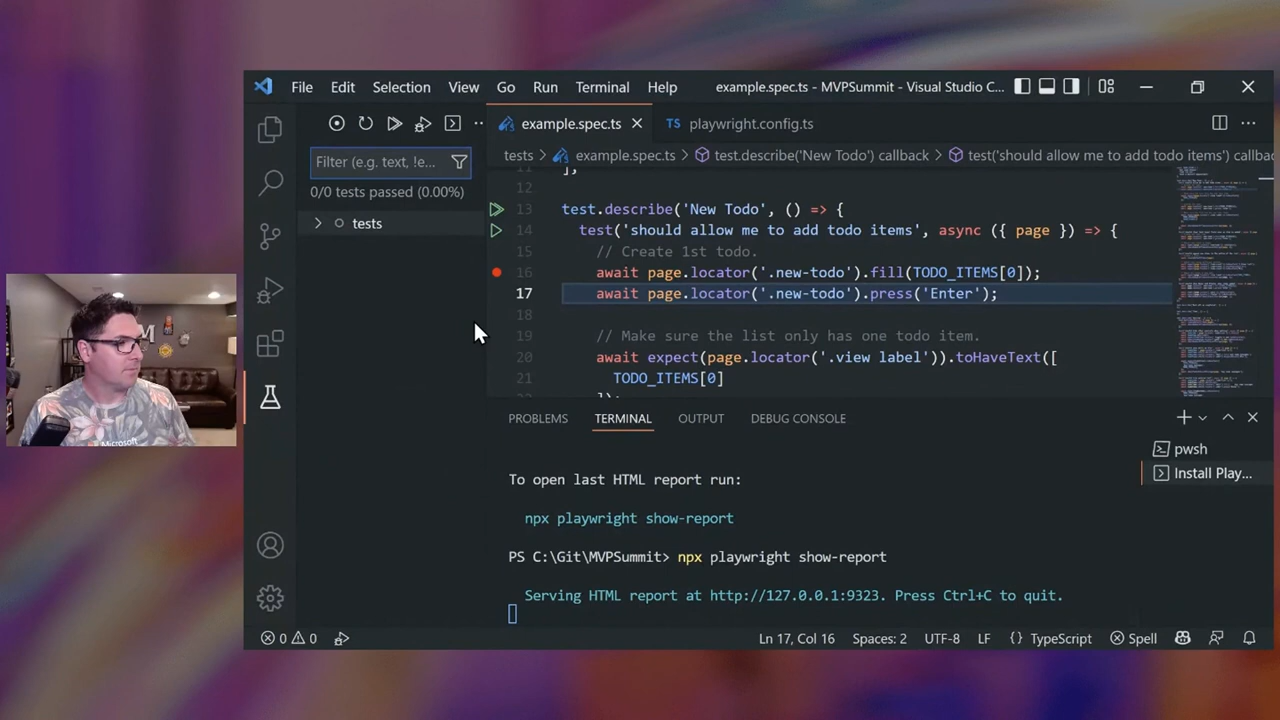 File Edit Selection View Go Run Terminal Help example.spec.ts - MVPSummit - Visual Studio C...
example.spec.ts
TS playwright.config.ts
Filter (e.g. text, !e...
0/0 tests passed (0.00%)
tests
tests > example.spec.ts > test.describe('New Todo') callback > test('should allow me to add todo items') callba
11 ];
12
13 test.describe('New Todo', () => {
14 test('should allow me to add todo items', async ({ page }) => {
15 // Create 1st todo.
16 await page.locator('.new-todo').fill(TODO_ITEMS[0]);
17 await page.locator('.new-todo').press('Enter');
18
19 // Make sure the list only has one todo item.
20 await expect(page.locator('.view label')).toHaveText([
21 TODO_ITEMS[0]
]);
PROBLEMS TERMINAL OUTPUT DEBUG CONSOLE
pwsh
Install Play...
To open last HTML report run:
npx playwright show-report
PS C:\Git\MVPSummit> npx playwright show-report
Serving HTML report at http://127.0.0.1:9323. Press Ctrl+C to quit.
0 0 Ln 17, Col 16 Spaces: 2 UTF-8 LF {} TypeScript Spell
M
Microsoft